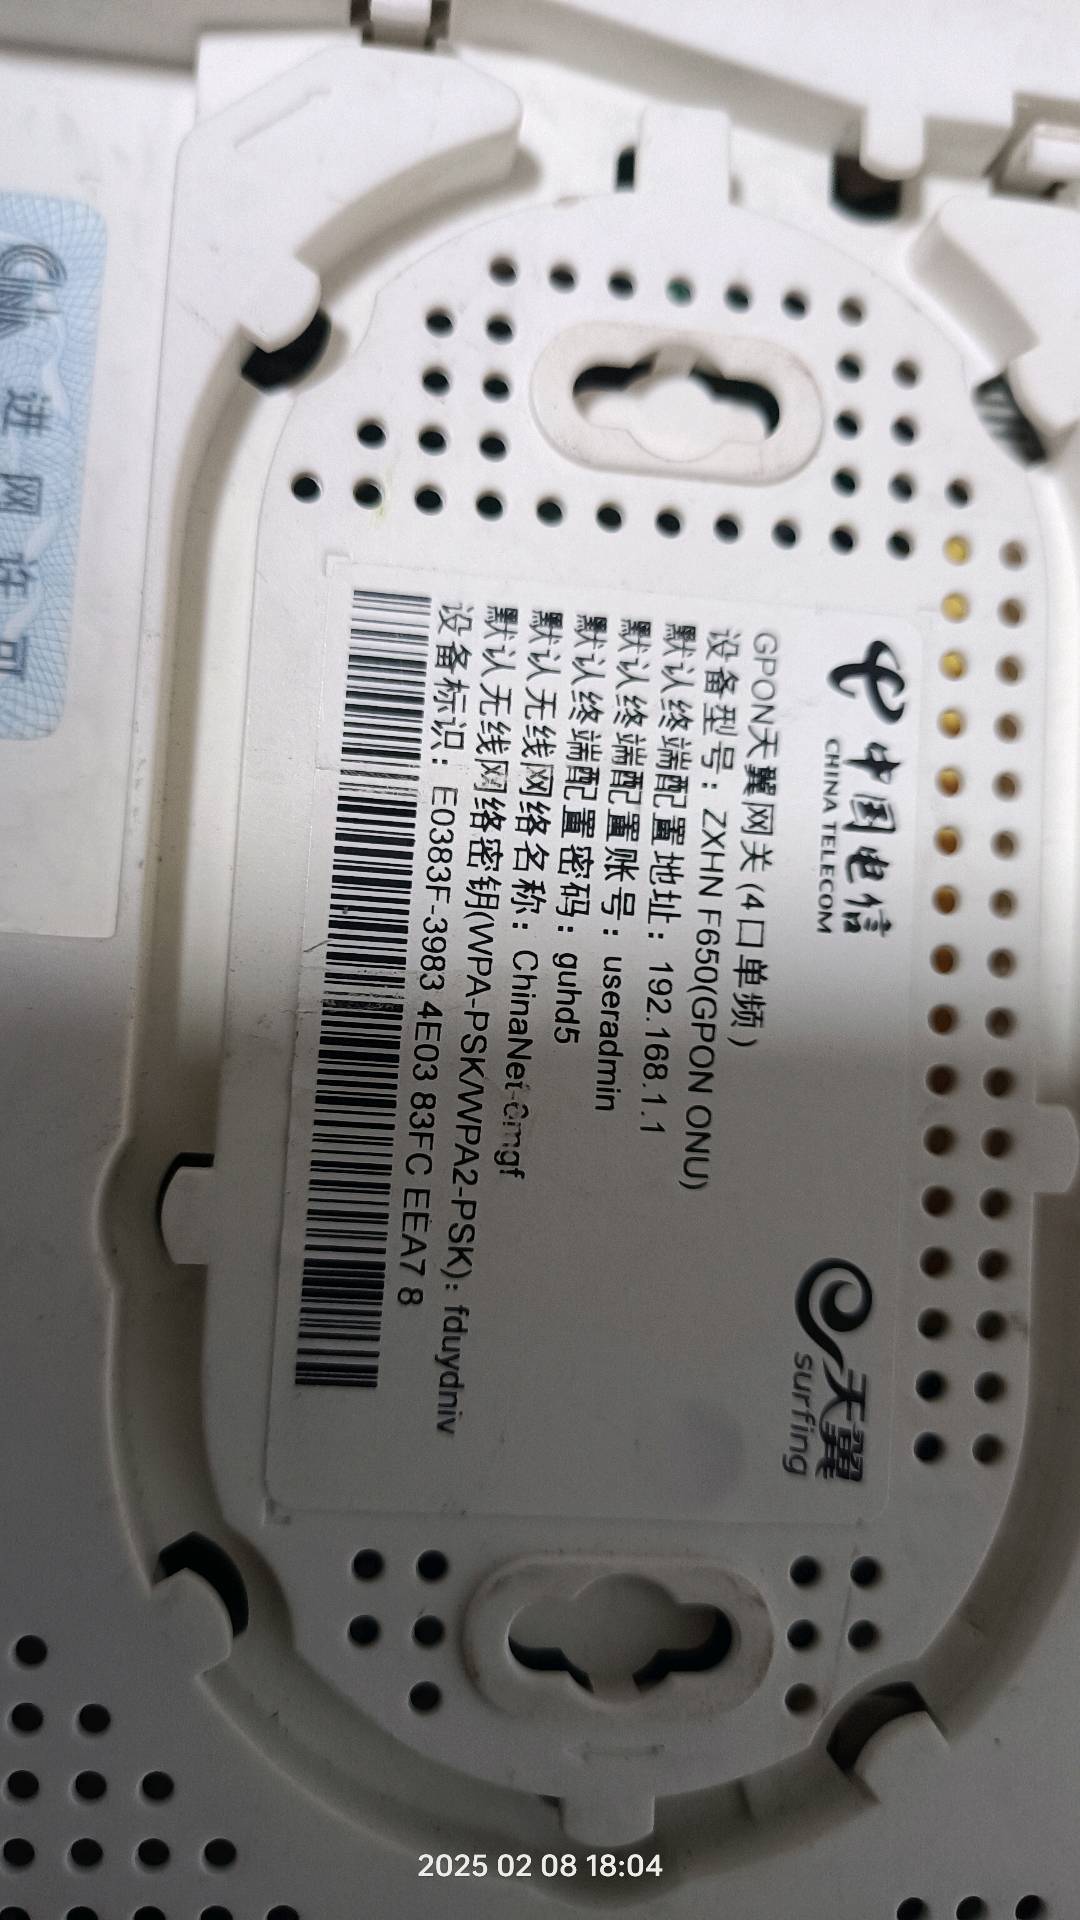 中国电信
CHINA TELECOM
天翼
surfing
GPON天翼网关(4口单频)
设备型号：ZXHN F650(GPON ONU)
默认终端配置地址：192.168.1.1
默认终端配置账号：useradmin
默认终端配置密码：guhd5
默认无线网络名称：ChinaNet-6mgf
默认无线网络密钥(WPA-PSK/WPA2-PSK)：fduydniv
设备标识：E0383F-3983 4E03 83FC EEA7 8
进网许可
2025 02 08 18:04